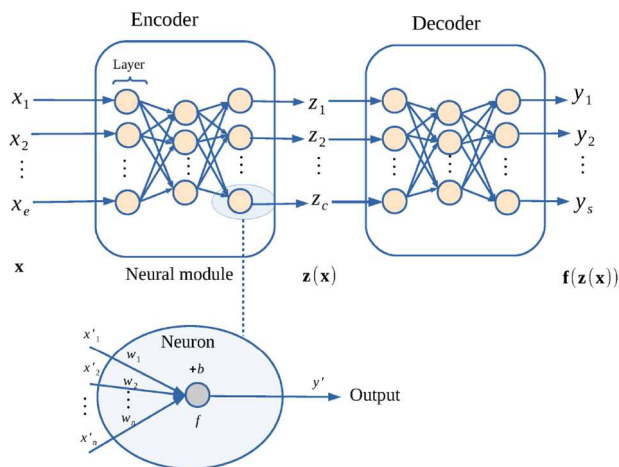 Encoder
Decoder
Layer
x₁
z₁
y₁
x₂
z₂
y₂
⋮
⋮
⋮
⋮
⋮
⋮
⋮
⋮
⋮
xₑ
z_c
yₛ
x
Neural module
z(x)
f(z(x))
Neuron
x'₁
w₁
+b
x'₂
w₂
y'
Output
⋮
⋮
wₙ
f
x'ₙ